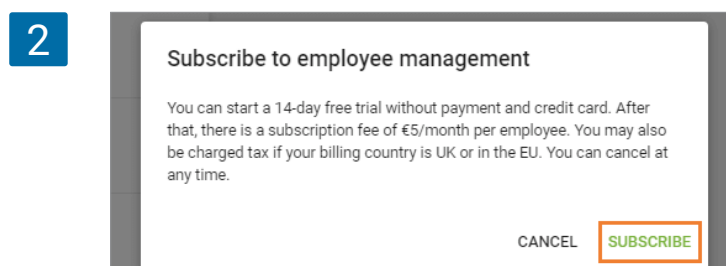 2
Subscribe to employee management
You can start a 14-day free trial without payment and credit card. After
that, there is a subscription fee of €5/month per employee. You may also
be charged tax if your billing country is UK or in the EU. You can cancel at
any time.
CANCEL SUBSCRIBE